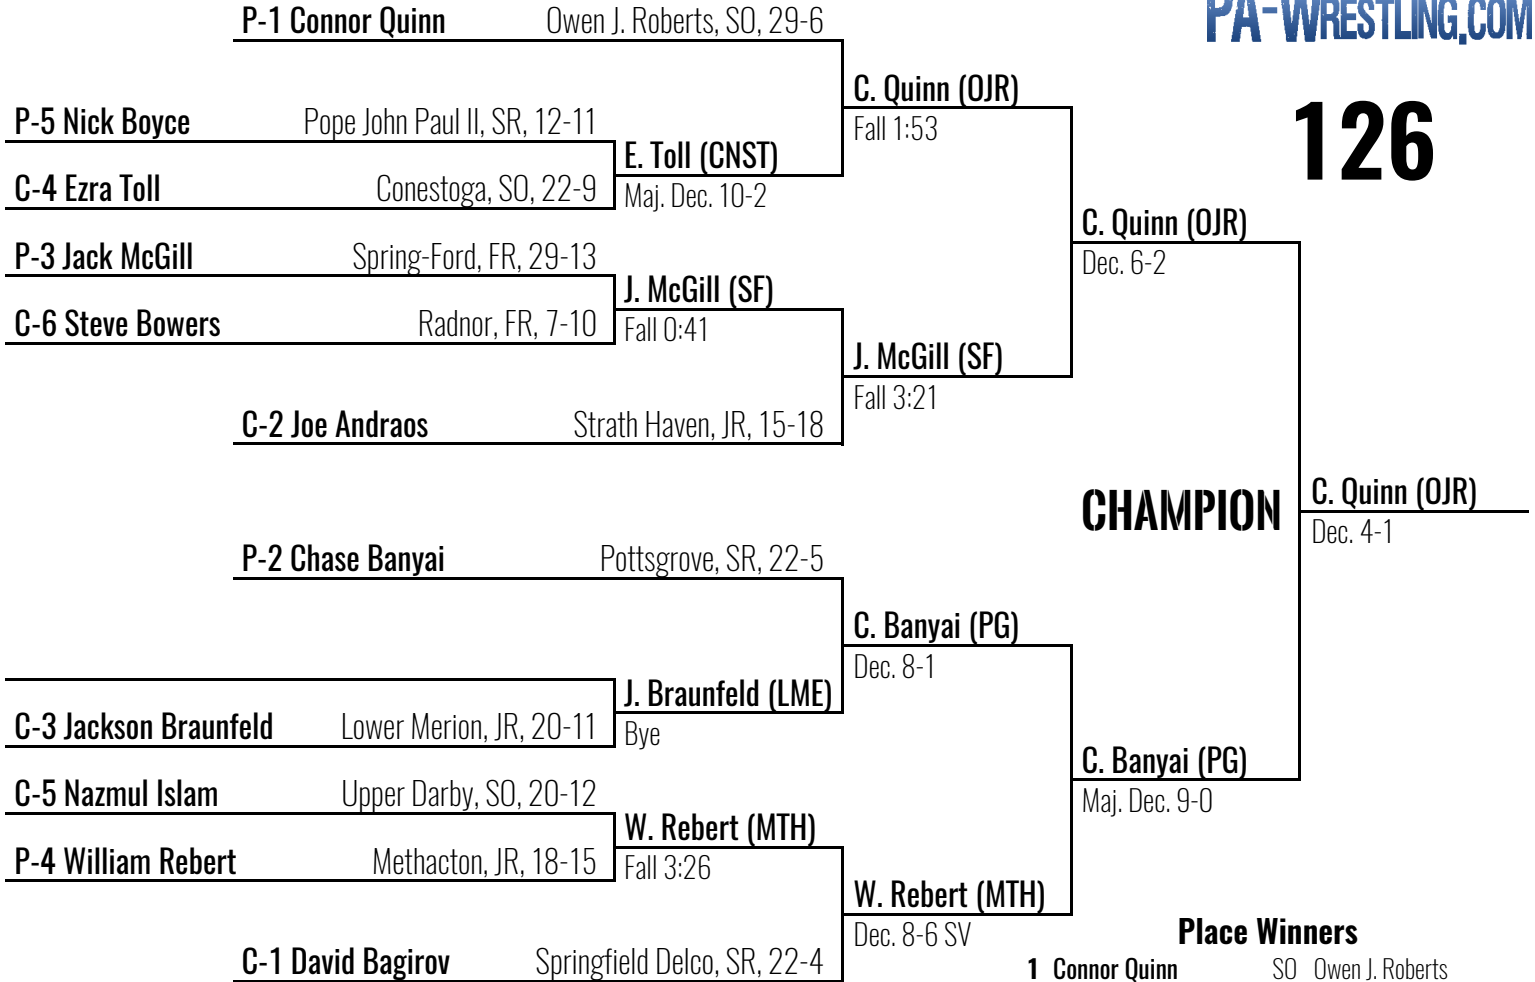 P-1 Connor Quinn Owen J. Roberts, SO, 29-6
PA-WRESTLING.COM
C. Quinn (OJR)
Fall 1:53
126
P-5 Nick Boyce Pope John Paul II, SR, 12-11
E. Toll (CNST)
Maj. Dec. 10-2
C-4 Ezra Toll Conestoga, SO, 22-9
C. Quinn (OJR)
Dec. 6-2
P-3 Jack McGill Spring-Ford, FR, 29-13
J. McGill (SF)
Fall 0:41
C-6 Steve Bowers Radnor, FR, 7-10
J. McGill (SF)
Fall 3:21
C-2 Joe Andraos Strath Haven, JR, 15-18
CHAMPION
C. Quinn (OJR)
Dec. 4-1
P-2 Chase Banyai Pottsgrove, SR, 22-5
C. Banyai (PG)
Dec. 8-1
J. Braunfeld (LME)
Bye
C-3 Jackson Braunfeld Lower Merion, JR, 20-11
C. Banyai (PG)
Maj. Dec. 9-0
C-5 Nazmul Islam Upper Darby, SO, 20-12
W. Rebert (MTH)
Fall 3:26
P-4 William Rebert Methacton, JR, 18-15
W. Rebert (MTH)
Dec. 8-6 SV
C-1 David Bagirov Springfield Delco, SR, 22-4
Place Winners
1 Connor Quinn SO Owen J. Roberts